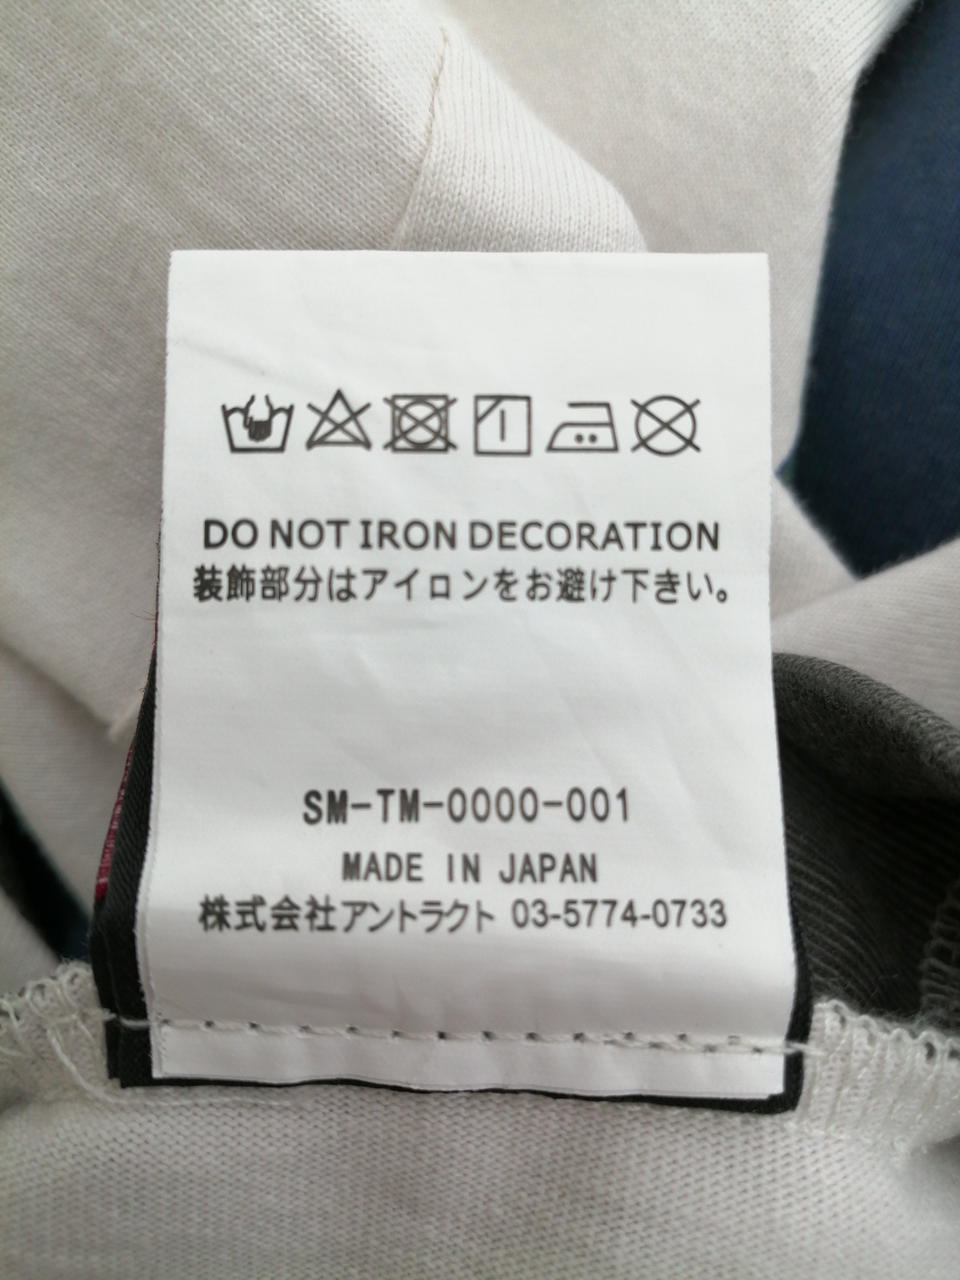 DO NOT IRON DECORATION
装飾部分はアイロンをお避け下きい。
SM-TM-0000-001
MADE IN JAPAN
株式会社アントラクト 03-5774-0733